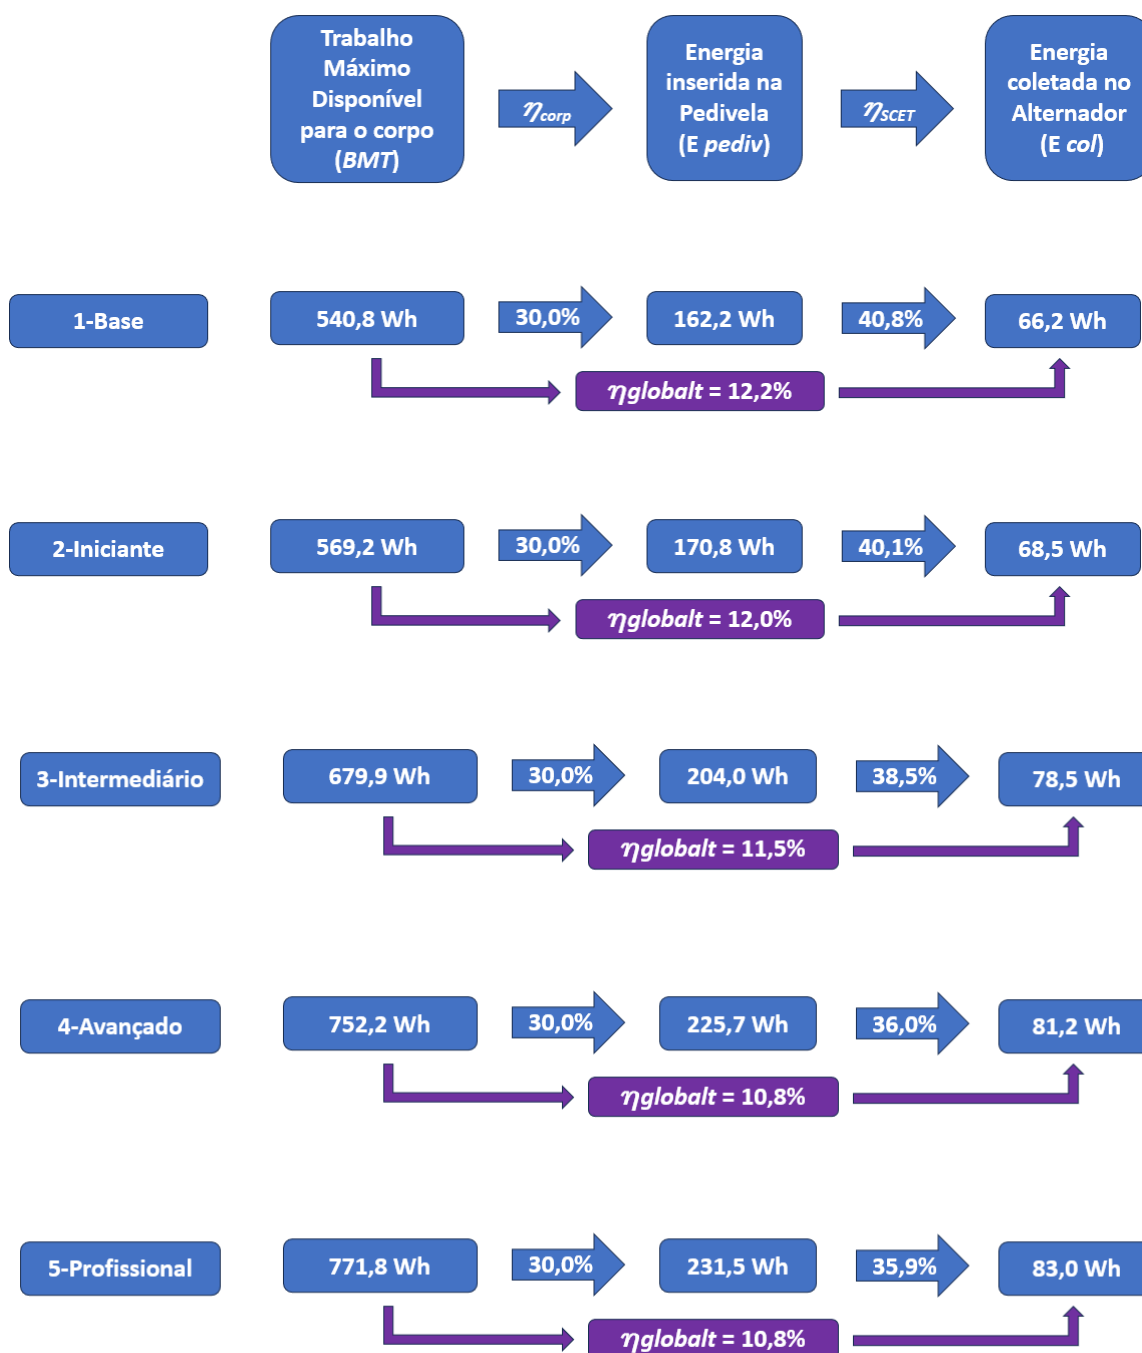 Trabalho
Máximo
Disponível
para o corpo
(BMT)
ηcorp
Energia
inserida na
Pedivela
(E pediv)
ηSCET
Energia
coletada no
Alternador
(E col)
1-Base
540,8 Wh
30,0%
162,2 Wh
40,8%
66,2 Wh
ηglobalt = 12,2%
2-Iniciante
569,2 Wh
30,0%
170,8 Wh
40,1%
68,5 Wh
ηglobalt = 12,0%
3-Intermediário
679,9 Wh
30,0%
204,0 Wh
38,5%
78,5 Wh
ηglobalt = 11,5%
4-Avançado
752,2 Wh
30,0%
225,7 Wh
36,0%
81,2 Wh
ηglobalt = 10,8%
5-Profissional
771,8 Wh
30,0%
231,5 Wh
35,9%
83,0 Wh
ηglobalt = 10,8%